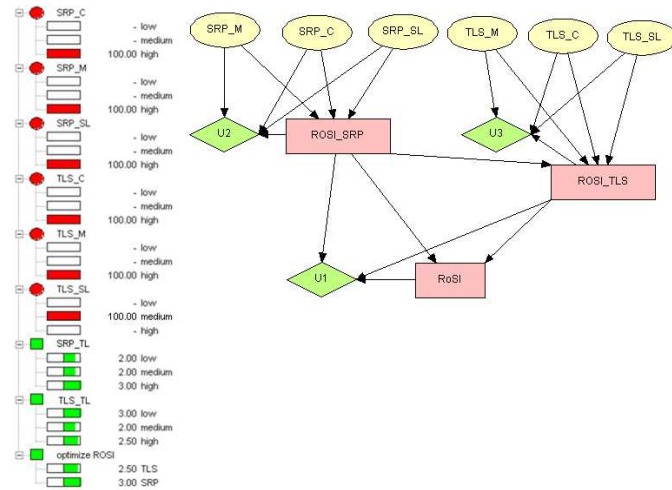 SRP_C
- low
- medium
100.00 high
SRP_M
- low
- medium
100.00 high
SRP_SL
- low
- medium
100.00 high
TLS_C
- low
- medium
100.00 high
TLS_M
- low
- medium
100.00 high
TLS_SL
- low
100.00 medium
- high
SRP_TL
2.00 low
2.00 medium
3.00 high
TLS_TL
3.00 low
2.00 medium
2.50 high
optimize ROSI
2.50 TLS
3.00 SRP
SRP_M
SRP_C
SRP_SL
TLS_M
TLS_C
TLS_SL
U2
ROSI_SRP
U3
ROSI_TLS
U1
RoSI